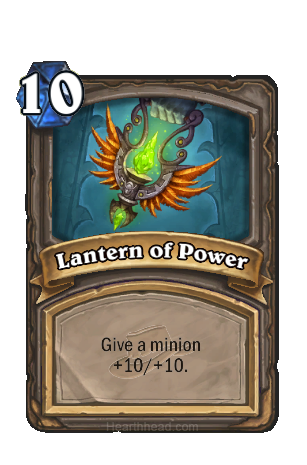 10
Lantern of Power
Give a minion
+10/+10.
Hearthhead.com